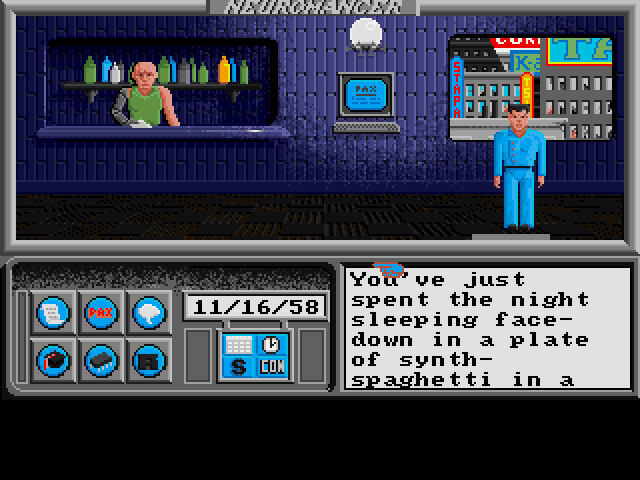 NEUROMANCER
PAX
STAPA
PAX
11/16/58
$
CON
You've just
spent the night
sleeping face-
down in a plate
of synth-
spaghetti in a